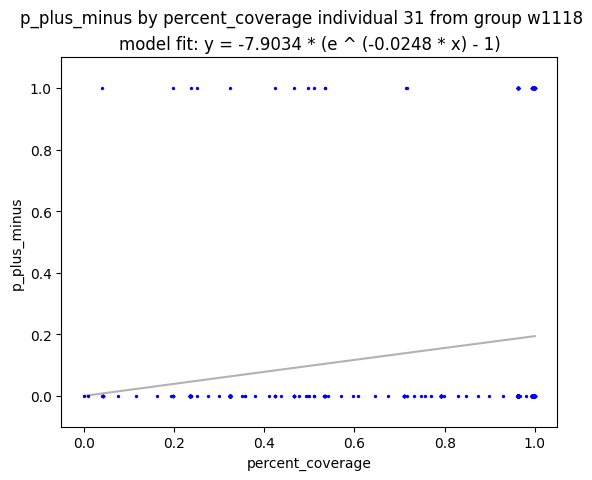 p_plus_minus by percent_coverage individual 31 from group w1118
model fit: y = -7.9034 * (e ^ (-0.0248 * x) - 1)
1.0
0.8
0.6
0.4
0.2
0.0
p_plus_minus
0.0 0.2 0.4 0.6 0.8 1.0
percent_coverage